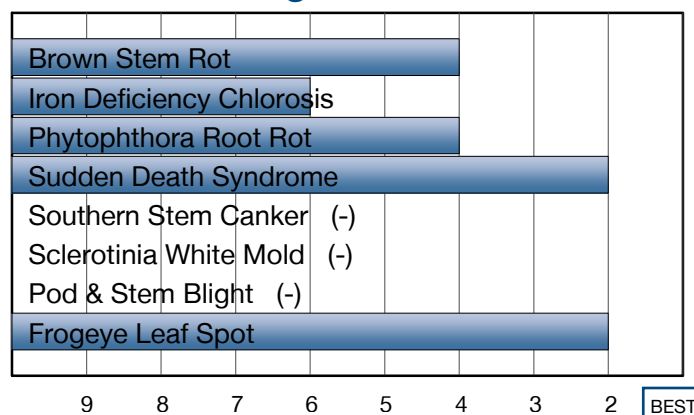 Brown Stem Rot
Iron Deficiency Chlorosis
Phytophthora Root Rot
Sudden Death Syndrome
Southern Stem Canker (-)
Sclerotinia White Mold (-)
Pod & Stem Blight (-)
Frogeye Leaf Spot
9 8 7 6 5 4 3 2 BEST